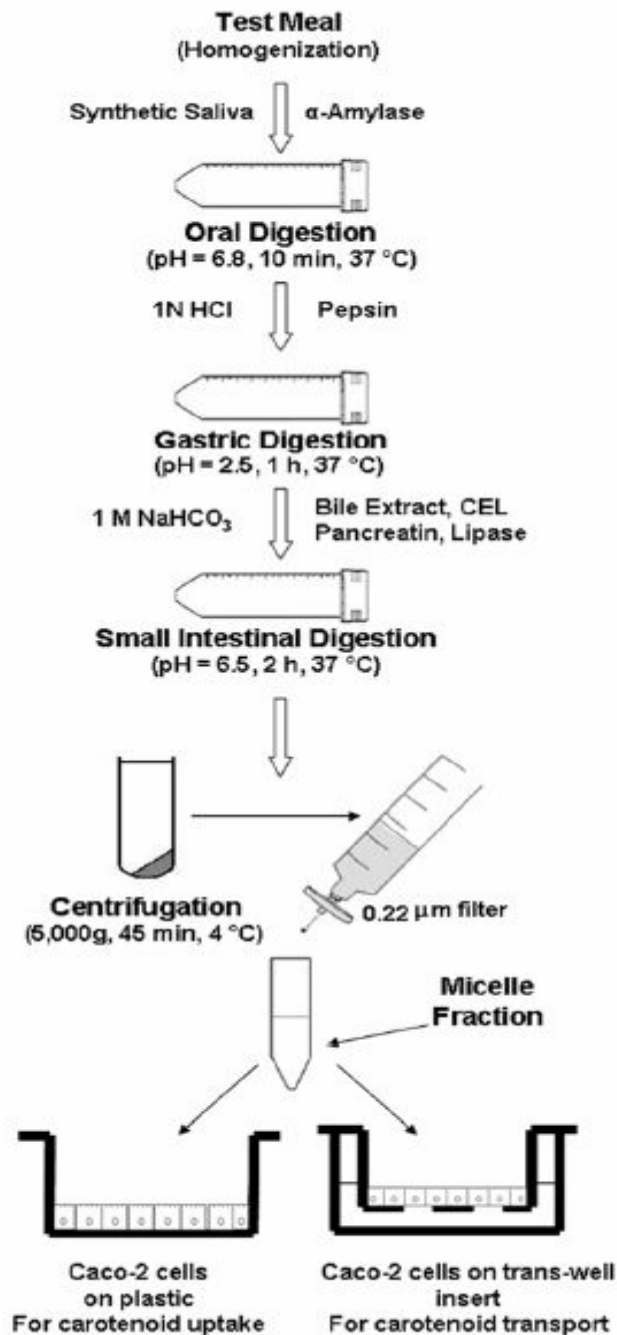 Test Meal
(Homogenization)
Synthetic Saliva α-Amylase
Oral Digestion
(pH = 6.8, 10 min, 37 °C)
1N HCl Pepsin
Gastric Digestion
(pH = 2.5, 1 h, 37 °C)
1 M NaHCO₃
Bile Extract, CEL
Pancreatin, Lipase
Small Intestinal Digestion
(pH = 6.5, 2 h, 37 °C)
Centrifugation
(5,000g, 45 min, 4 °C)
0.22 μm filter
Micelle
Fraction
Caco-2 cells
on plastic
For carotenoid uptake
Caco-2 cells on trans-well
insert
For carotenoid transport